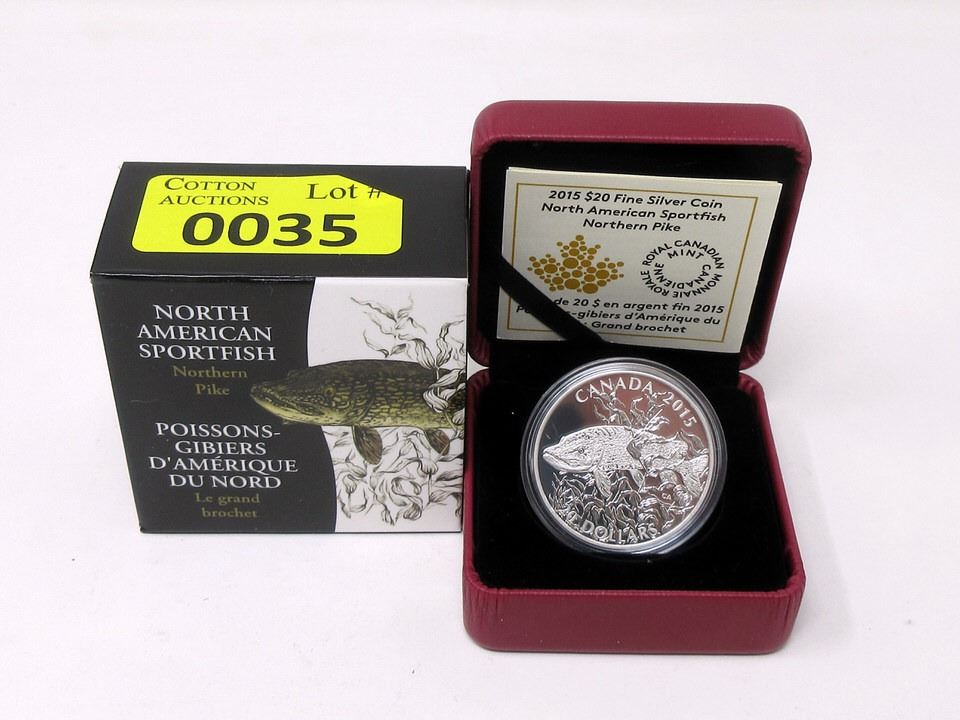 COTTON AUCTIONS Lot #
0035
NORTH
AMERICAN
SPORTFISH
Northern
Pike
POISSONS-
GIBIERS
D'AMÉRIQUE
DU NORD
Le grand
brochet
2015 $20 Fine Silver Coin
North American Sportfish
Northern Pike
ROYAL CANADIAN MINT
MONNAIE ROYALE CANADIENNE
de 20 $ en argent fin 2015
-gibiers d'Amérique du
: Grand brochet
CANADA 2015
CA
DOLLARS